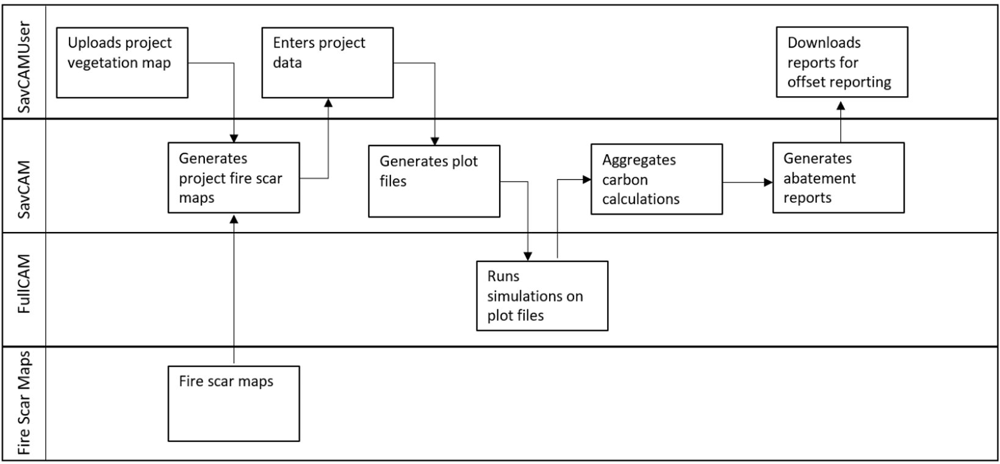 SavCAMUser
Uploads project
vegetation map
Enters project
data
Downloads
reports for
offset reporting
SavCAM
Generates
project fire scar
maps
Generates plot
files
Aggregates
carbon
calculations
Generates
abatement
reports
FullCAM
Runs
simulations on
plot files
Fire Scar Maps
Fire scar maps